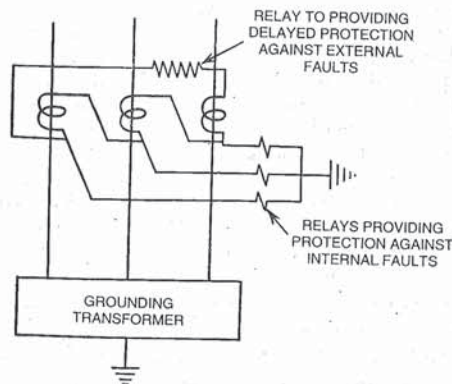 RELAY TO PROVIDING
DELAYED PROTECTION
AGAINST EXTERNAL
FAULTS
RELAYS PROVIDING
PROTECTION AGAINST
INTERNAL FAULTS
GROUNDING
TRANSFORMER